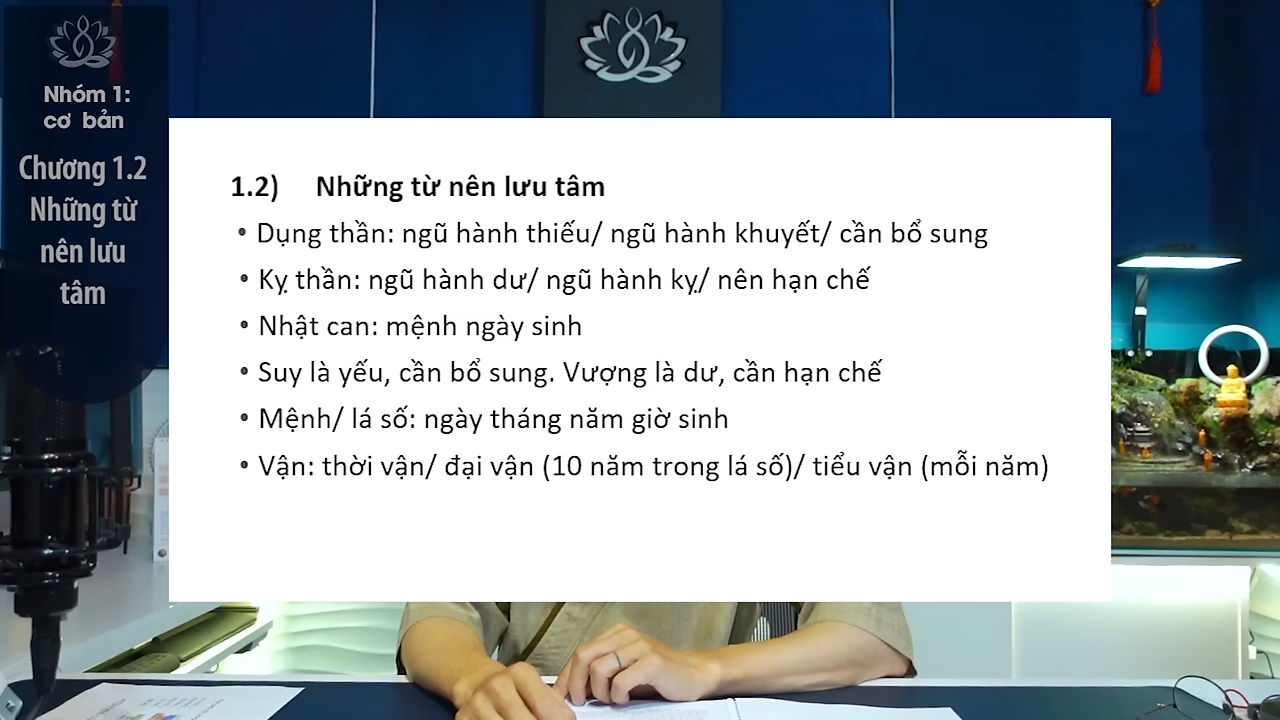 Nhóm 1:
cơ bản
Chương 1.2
Những từ
nên lưu
tâm
1.2) Những từ nên lưu tâm
• Dụng thần: ngũ hành thiếu/ ngũ hành khuyết/ cần bổ sung
• Kỵ thần: ngũ hành dư/ ngũ hành kỵ/ nên hạn chế
• Nhật can: mệnh ngày sinh
• Suy là yếu, cần bổ sung. Vượng là dư, cần hạn chế
• Mệnh/ lá số: ngày tháng năm giờ sinh
• Vận: thời vận/ đại vận (10 năm trong lá số)/ tiểu vận (mỗi năm)